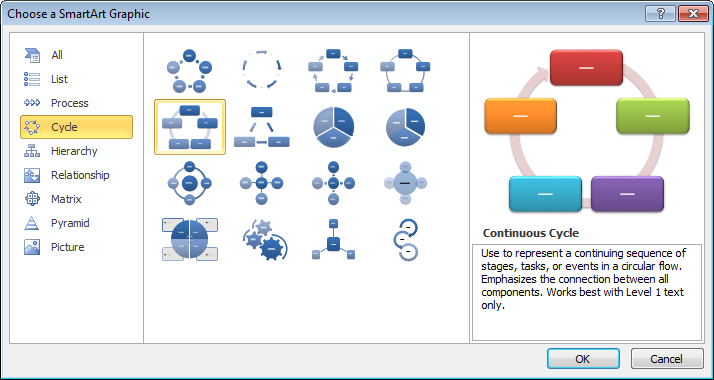 Choose a SmartArt Graphic
All
List
Process
Cycle
Hierarchy
Relationship
Matrix
Pyramid
Picture
Continuous Cycle
Use to represent a continuing sequence of
stages, tasks, or events in a circular flow.
Emphasizes the connection between all
components. Works best with Level 1 text
only.
OK
Cancel